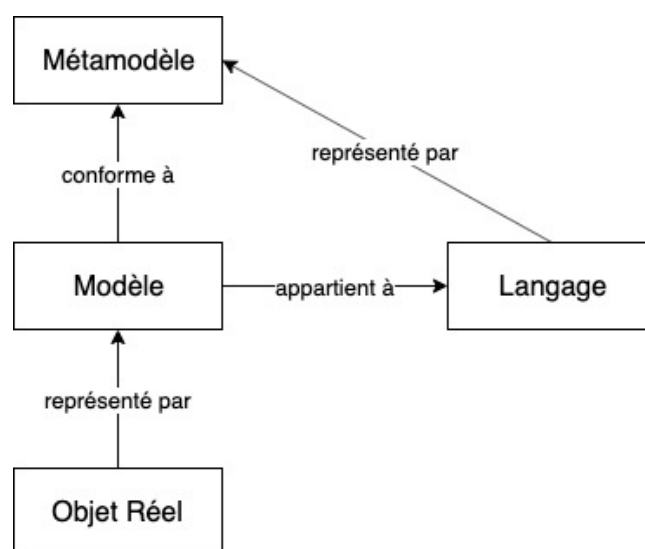 Métamodèle
représenté par
conforme à
Modèle
appartient à
Langage
représenté par
Objet Réel